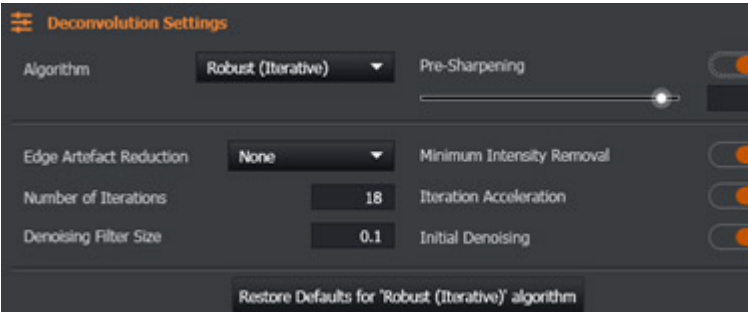 Deconvolution Settings
Algorithm Robust (Iterative) Pre-Sharpening
Edge Artefact Reduction None Minimum Intensity Removal
Number of Iterations 18 Iteration Acceleration
Denoising Filter Size 0.1 Initial Denoising
Restore Defaults for 'Robust (Iterative)' algorithm